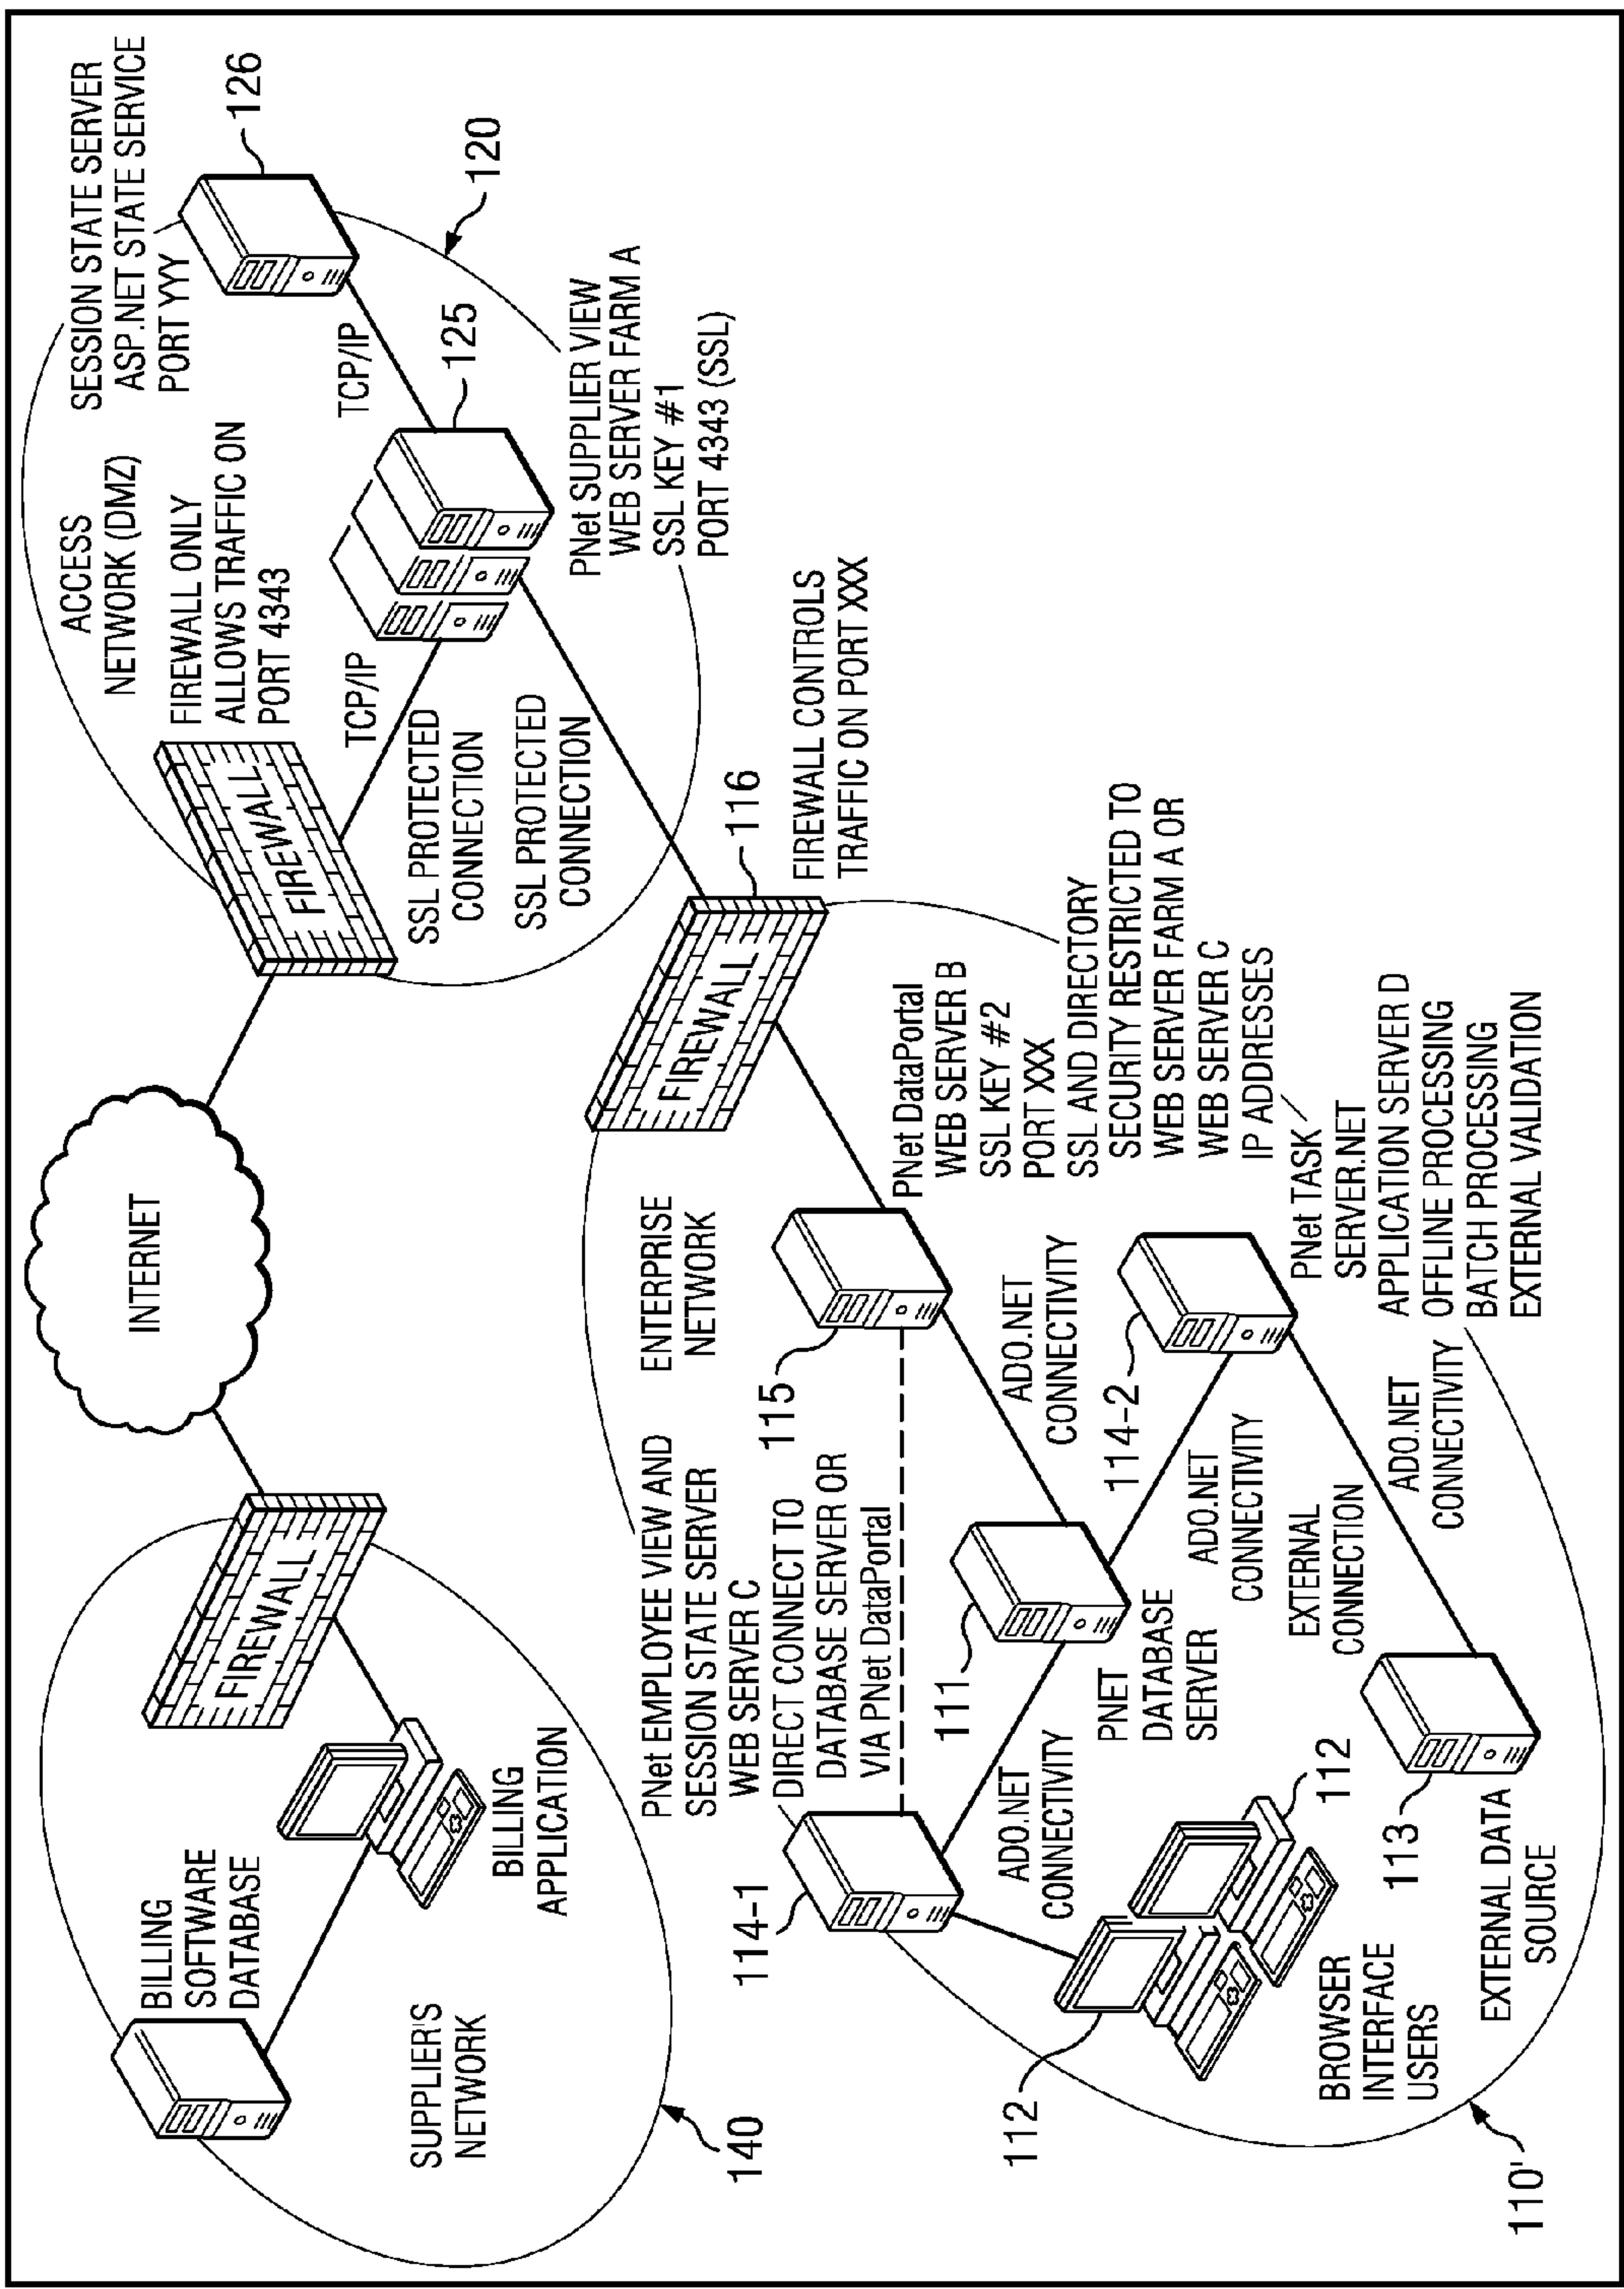 BILLING
SOFTWARE
DATABASE
SUPPLIER'S
NETWORK
BILLING
APPLICATION
FIREWALL
140
INTERNET
ACCESS
NETWORK (DMZ)
FIREWALL ONLY
ALLOWS TRAFFIC ON
PORT 4343
FIREWALL
TCP/IP
SSL PROTECTED
CONNECTION
SSL PROTECTED
CONNECTION
SESSION STATE SERVER
ASP.NET STATE SERVICE
PORT YYY
126
TCP/IP
125
120
PNet SUPPLIER VIEW
WEB SERVER FARM A
SSL KEY #1
PORT 4343 (SSL)
116
FIREWALL CONTROLS
TRAFFIC ON PORT XXX
FIREWALL
ENTERPRISE
NETWORK
PNet EMPLOYEE VIEW AND
SESSION STATE SERVER
WEB SERVER C
DIRECT CONNECT TO
DATABASE SERVER OR
VIA PNet DataPortal
115
PNet DataPortal
WEB SERVER B
SSL KEY #2
PORT XXX
SSL AND DIRECTORY
SECURITY RESTRICTED TO
WEB SERVER FARM A OR
WEB SERVER C
IP ADDRESSES
114-1
ADO.NET
CONNECTIVITY
111
PNET
DATABASE
SERVER
ADO.NET
CONNECTIVITY
114-2
ADO.NET
CONNECTIVITY
EXTERNAL
CONNECTION
PNet TASK
SERVER.NET
APPLICATION SERVER D
OFFLINE PROCESSING
BATCH PROCESSING
EXTERNAL VALIDATION
ADO.NET
CONNECTIVITY
112
112
BROWSER
INTERFACE
USERS
113
EXTERNAL DATA
SOURCE
110'